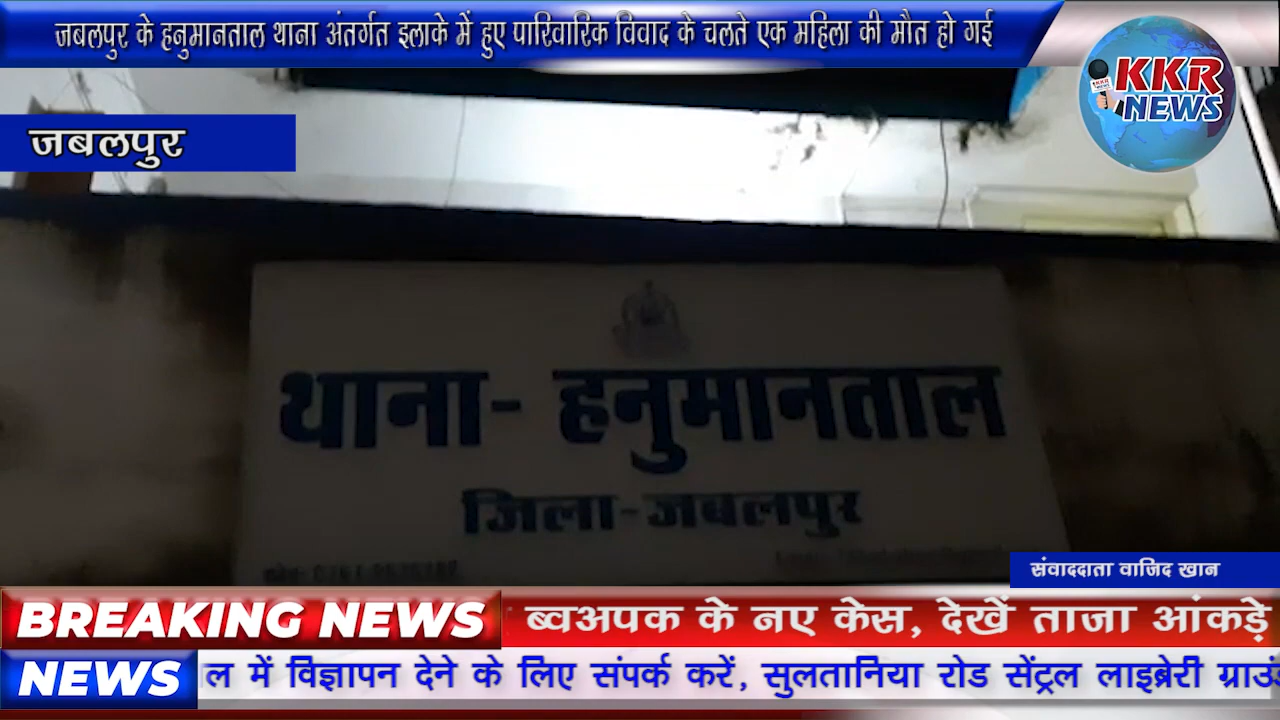 जबलपुर के हनुमानताल थाना अंतर्गत इलाके में हुए पारिवारिक विवाद के चलते एक महिला की मौत हो गई
KKR
NEWS
जबलपुर
थाना- हनुमानताल
जिला-जबलपुर
संवाददाता वाजिद खान
BREAKING NEWS
ब्वअपक के नए केस, देखें ताजा आंकड़े
NEWS
ल में विज्ञापन देने के लिए संपर्क करें, सुलतानिया रोड सेंट्रल लाइब्रेरी ग्राउंड